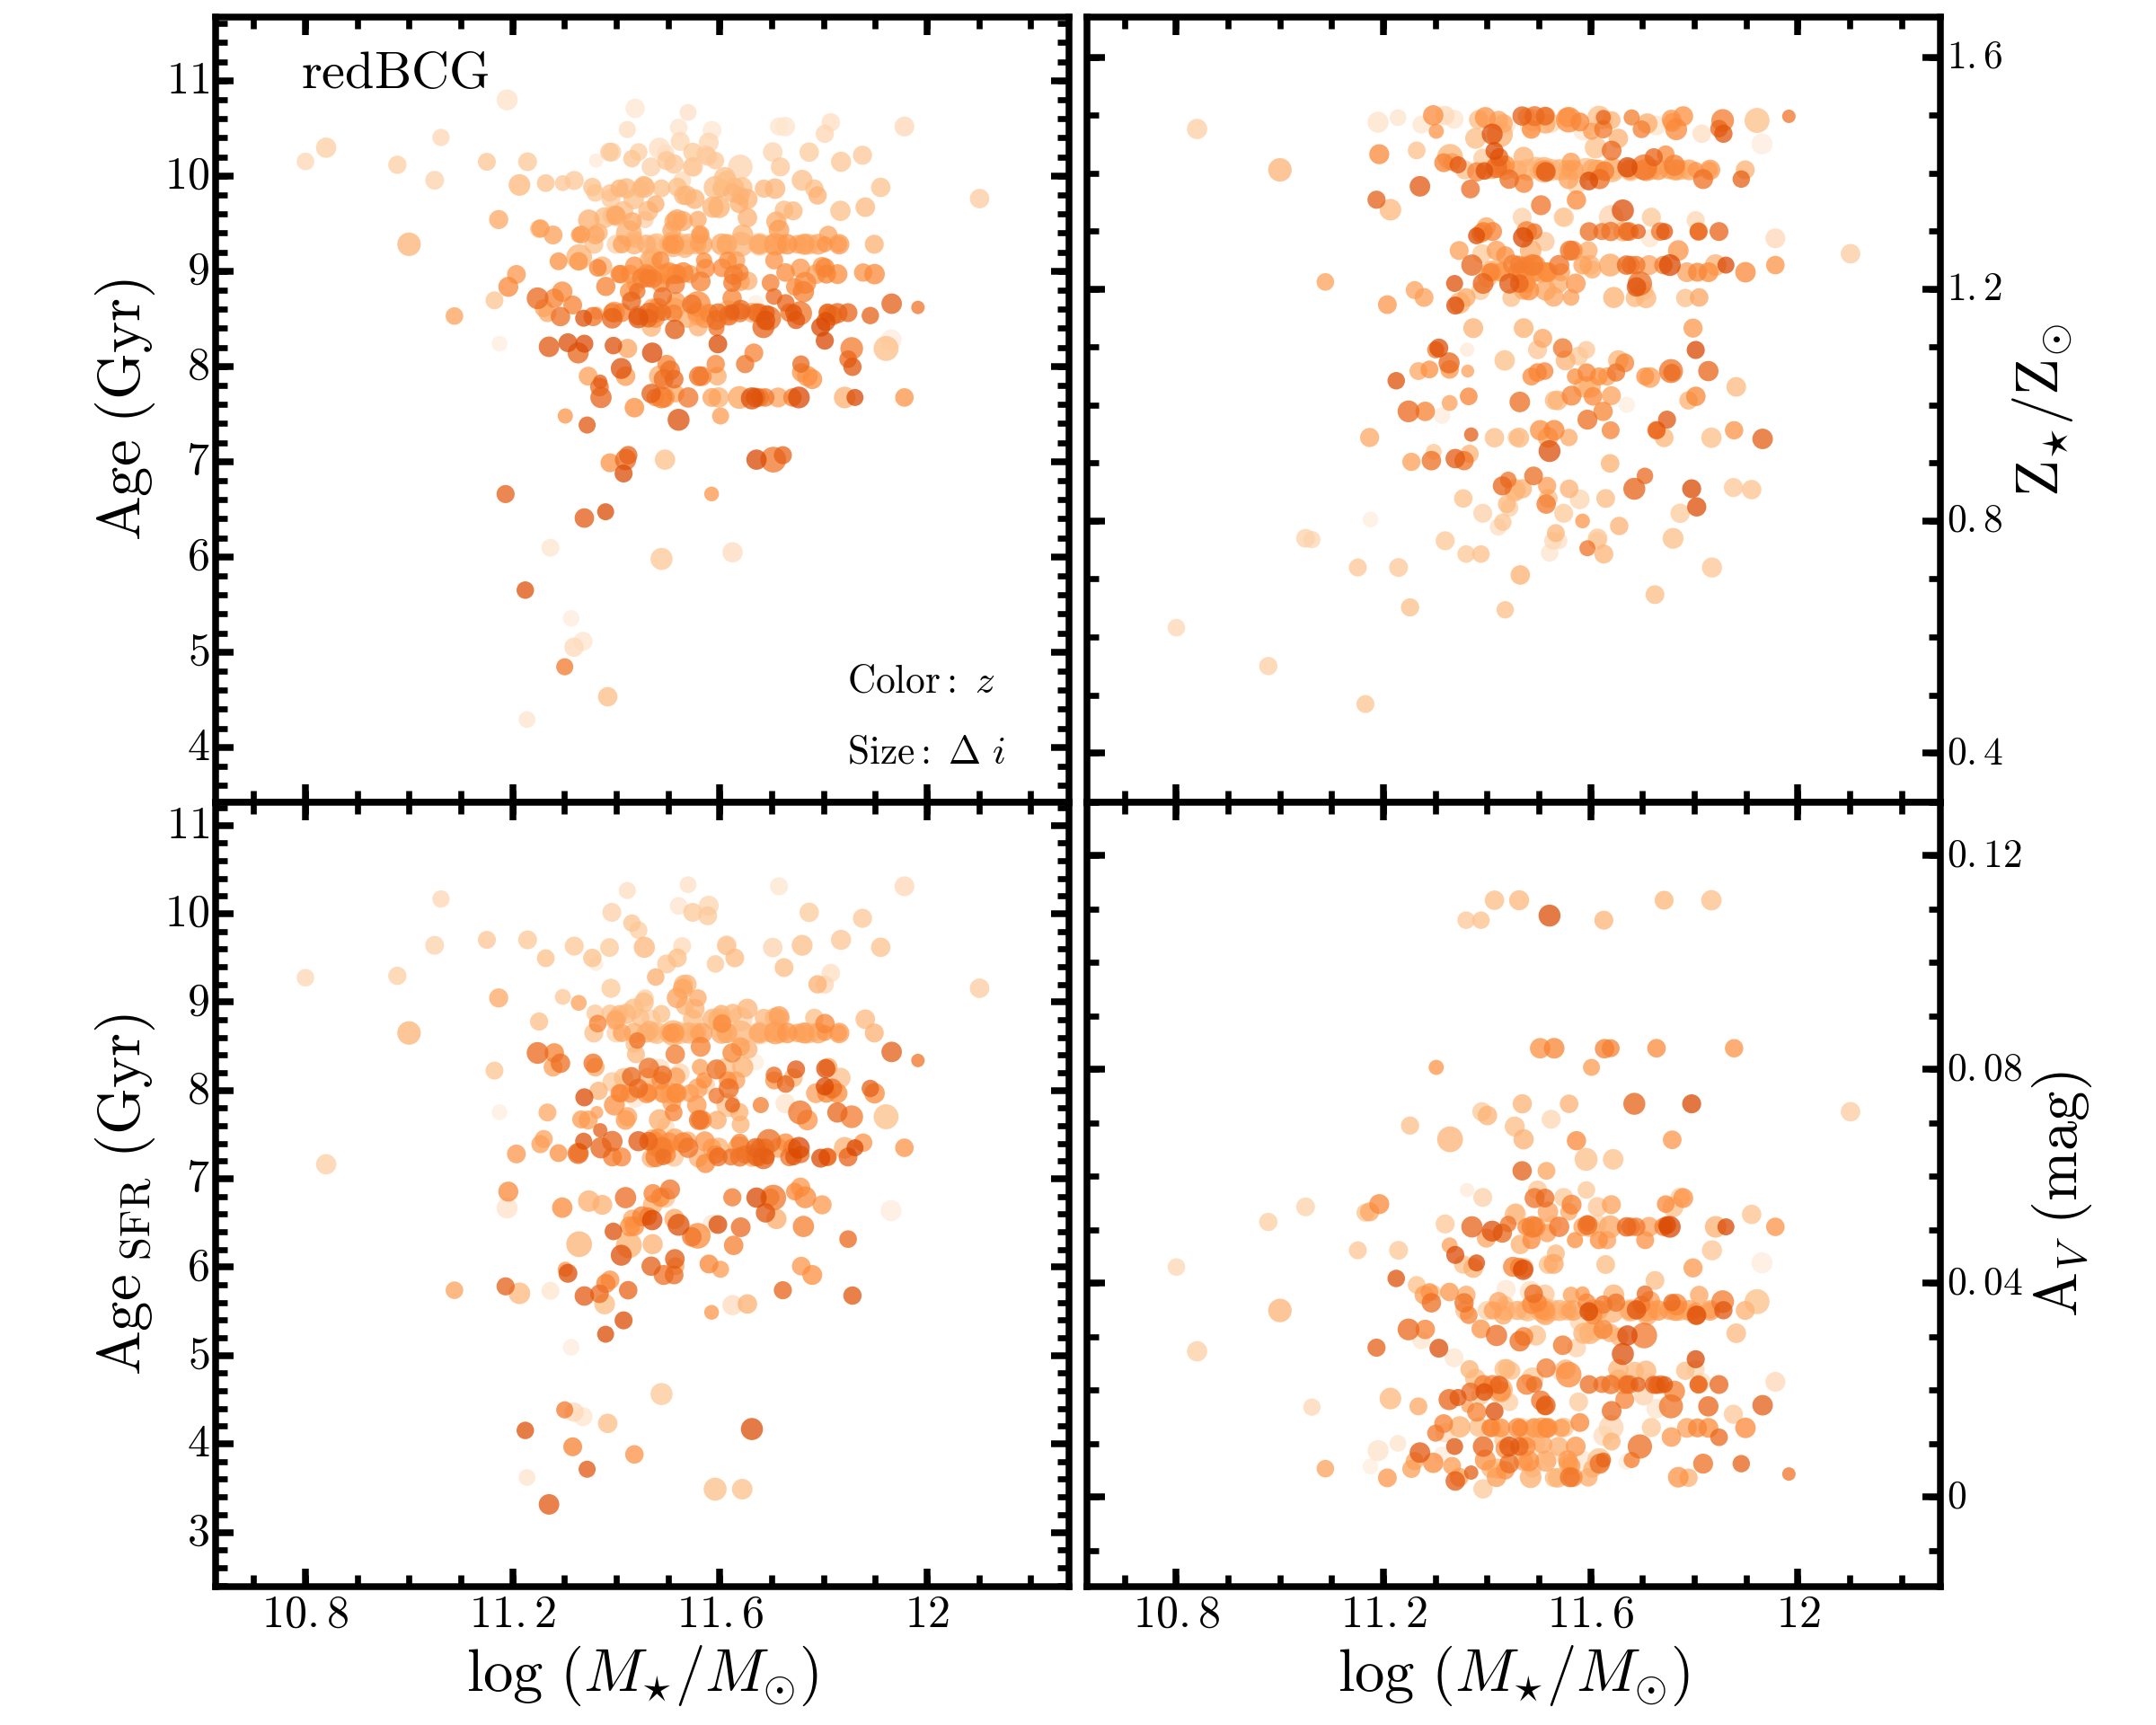 redBCG
11
10
9
8
7
6
5
4
Age (Gyr)
Color: z
Size: Δ i
1.6
1.2
0.8
0.4
Z★/Z⊙
11
10
9
8
7
6
5
4
3
Age SFR (Gyr)
0.12
0.08
0.04
0
A_V (mag)
10.8 11.2 11.6 12
10.8 11.2 11.6 12
log (M★/M⊙)
log (M★/M⊙)